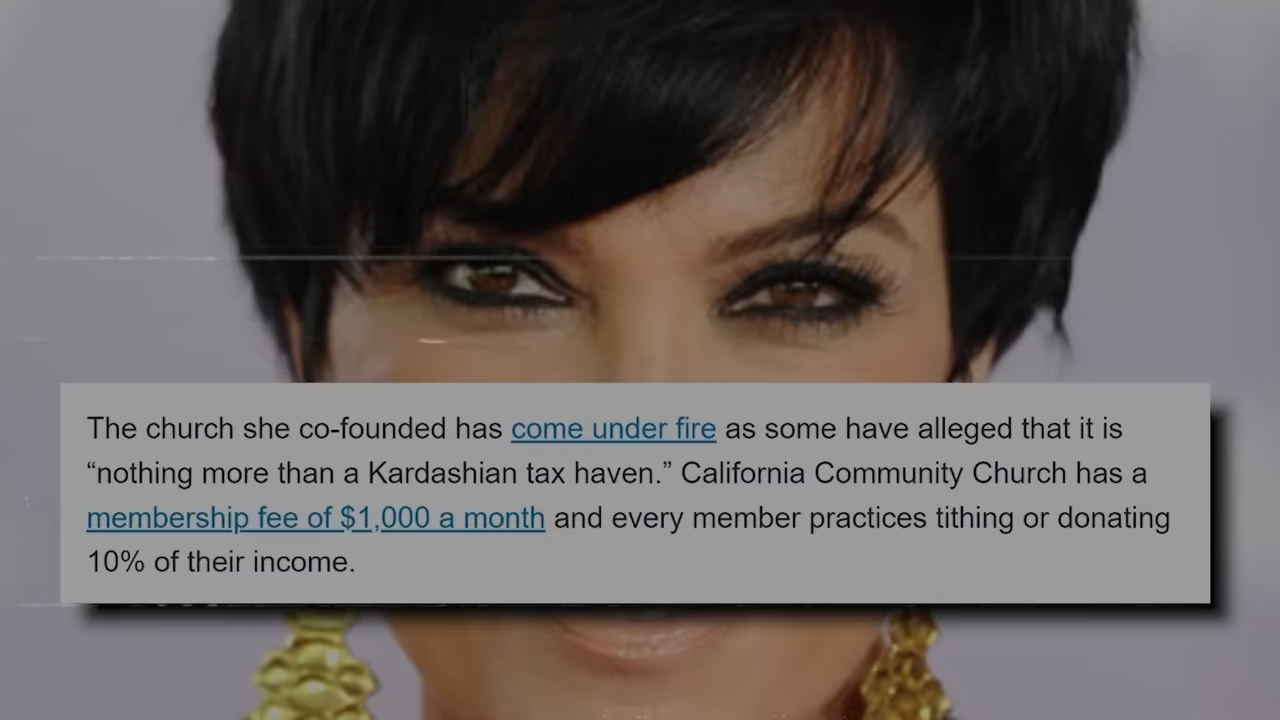 The church she co-founded has come under fire as some have alleged that it is
“nothing more than a Kardashian tax haven.” California Community Church has a
membership fee of $1,000 a month and every member practices tithing or donating
10% of their income.